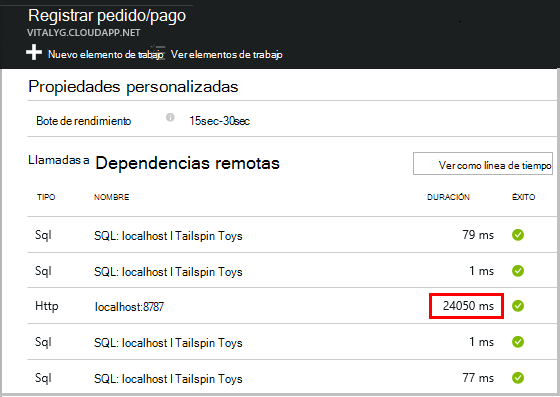 Registrar pedido/pago
VITALYG.CLOUDAPP.NET
Nuevo elemento de trabajo Ver elementos de trabajo
Propiedades personalizadas
Bote de rendimiento 15sec-30sec
Llamadas a Dependencias remotas Ver como línea de tiempo
TIPO NOMBRE DURACIÓN ÉXITO
Sql SQL: localhost | Tailspin Toys 79 ms
Sql SQL: localhost | Tailspin Toys 1 ms
Http localhost:8787 24050 ms
Sql SQL: localhost | Tailspin Toys 1 ms
Sql SQL: localhost | Tailspin Toys 77 ms